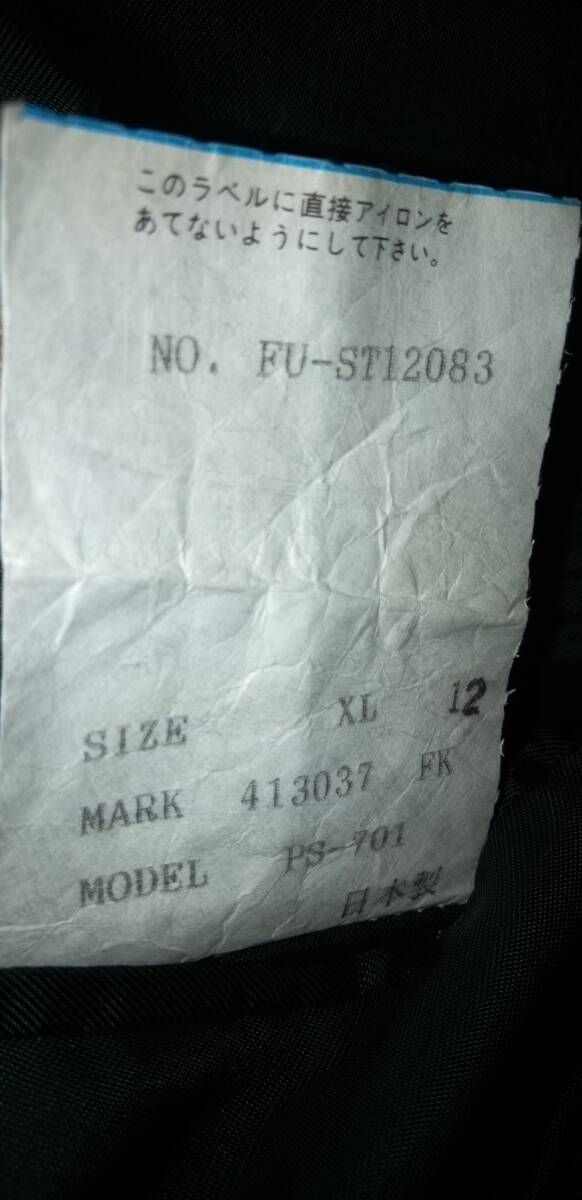 このラベルに直接アイロンを
あてないようにして下さい。
NO. FU-ST12083
SIZE XL 12
MARK 413037 FK
MODEL PS-701
日本製